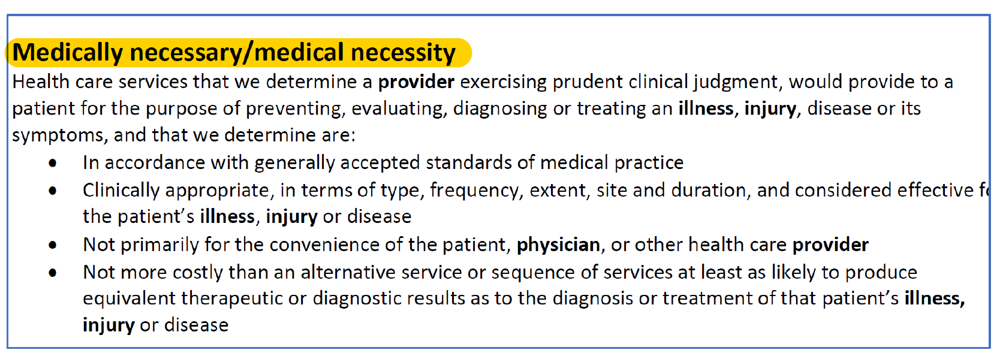 Medically necessary/medical necessity
Health care services that we determine a provider exercising prudent clinical judgment, would provide to a
patient for the purpose of preventing, evaluating, diagnosing or treating an illness, injury, disease or its
symptoms, and that we determine are:
• In accordance with generally accepted standards of medical practice
• Clinically appropriate, in terms of type, frequency, extent, site and duration, and considered effective
the patient’s illness, injury or disease
• Not primarily for the convenience of the patient, physician, or other health care provider
• Not more costly than an alternative service or sequence of services at least as likely to produce
equivalent therapeutic or diagnostic results as to the diagnosis or treatment of that patient’s illness,
injury or disease